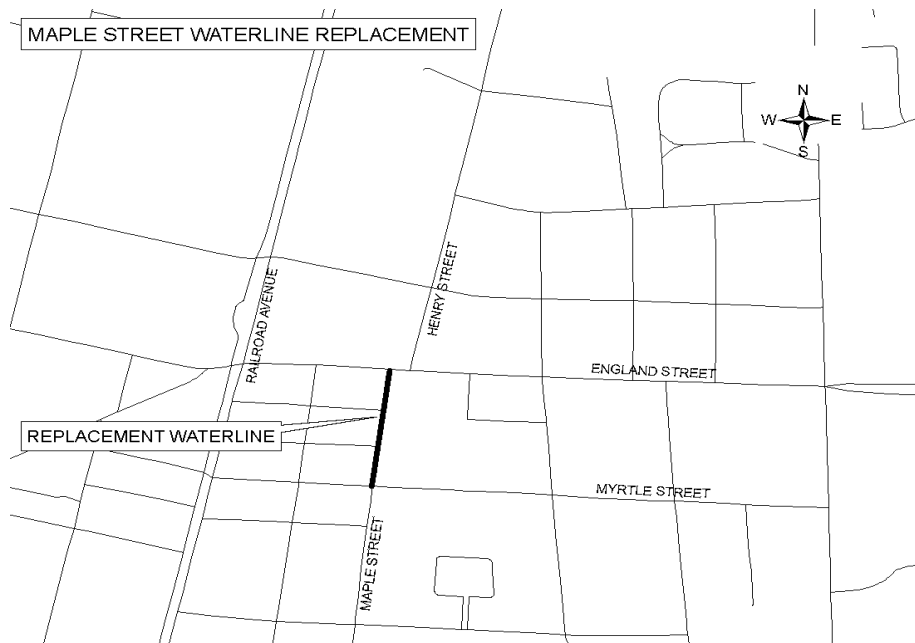 MAPLE STREET WATERLINE REPLACEMENT
N
W E
S
HENRY STREET
RAILROAD AVENUE
ENGLAND STREET
REPLACEMENT WATERLINE
MYRTLE STREET
MAPLE STREET